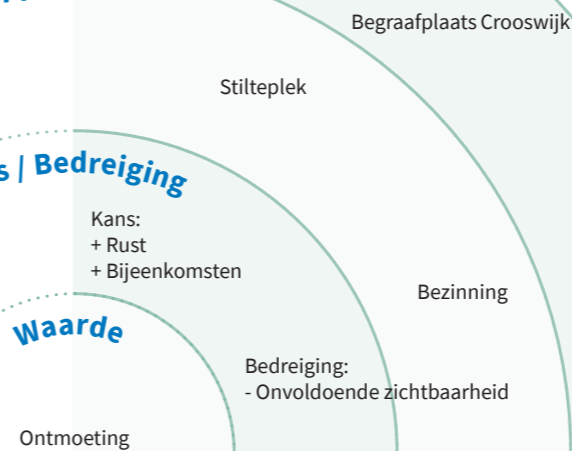 Begraafplaats Crooswijk
Stilteplek
s / Bedreiging
Kans:
+ Rust
+ Bijeenkomsten
Bezinning
Waarde
Bedreiging:
- Onvoldoende zichtbaarheid
Ontmoeting